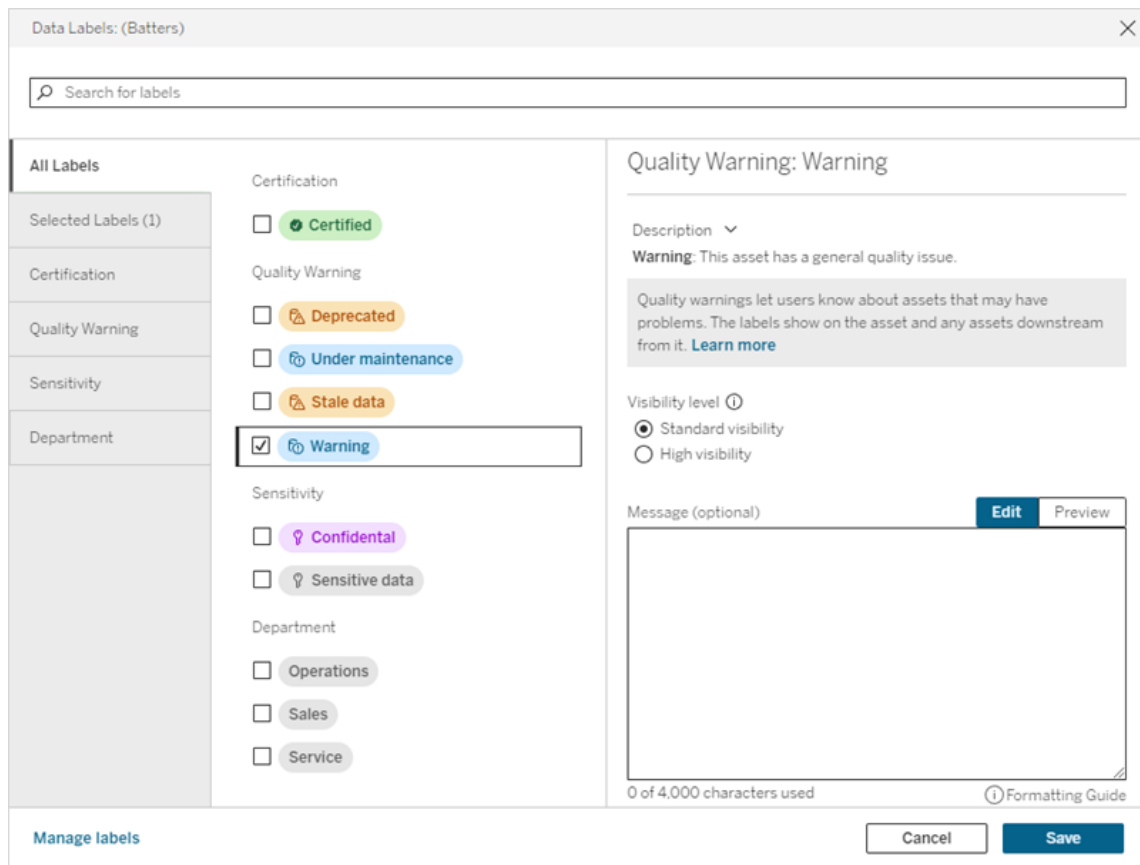 Data Labels: (Batters)
Search for labels
All Labels
Selected Labels (1)
Certification
Quality Warning
Sensitivity
Department
Certification
Certified
Quality Warning
Deprecated
Under maintenance
Stale data
Warning
Sensitivity
Confidental
Sensitive data
Department
Operations
Sales
Service
Quality Warning: Warning
Description
Warning: This asset has a general quality issue.
Quality warnings let users know about assets that may have
problems. The labels show on the asset and any assets downstream
from it. Learn more
Visibility level
Standard visibility
High visibility
Message (optional)
Edit
Preview
0 of 4,000 characters used
Formatting Guide
Manage labels
Cancel
Save